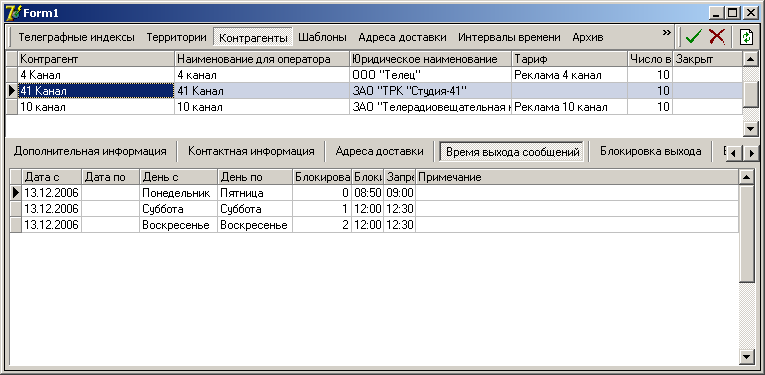 Form1
Телеграфные индексы Территории Контрагенты Шаблоны Адреса доставки Интервалы времени Архив »
Контрагент Наименование для оператора Юридическое наименование Тариф Число в Закрыт
4 Канал 4 канал ООО "Телец" Реклама 4 канал 10
41 Канал 41 Канал ЗАО "ТРК "Студия-41" 10
10 канал 10 канал ЗАО "Телерадиовещательная к Реклама 10 канал 10
Дополнительная информация Контактная информация Адреса доставки Время выхода сообщений Блокировка выхода
Дата с Дата по День с День по Блокирова Блоки Запре Примечание
13.12.2006 Понедельник Пятница 0 08:50 09:00
13.12.2006 Суббота Суббота 1 12:00 12:30
13.12.2006 Воскресенье Воскресенье 2 12:00 12:30